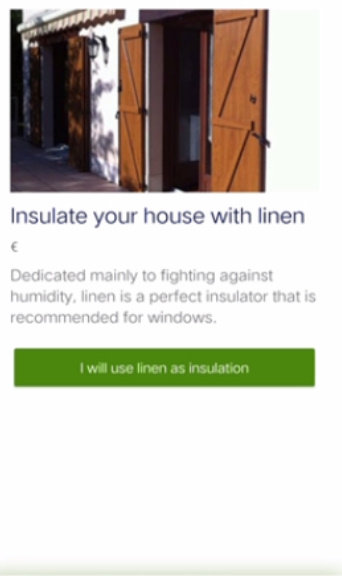 Insulate your house with linen
€
Dedicated mainly to fighting against
humidity, linen is a perfect insulator that is
recommended for windows.
I will use linen as insulation